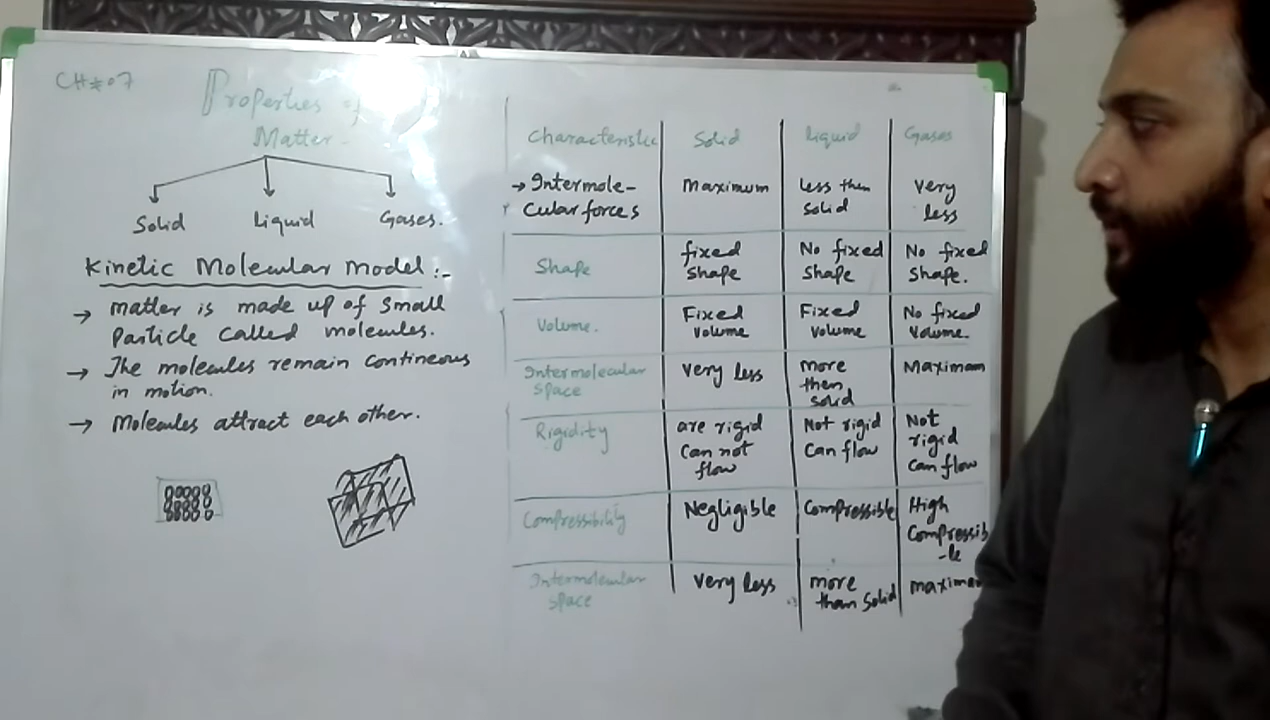 CH#07
Properties of
Matter
Solid
Liquid
Gases.
Kinetic Molecular Model :-
→ matter is made up of small
Particle called molecules.
→ The molecules remain contineous
in motion.
→ Molecules attract each other.
Characteristic
Solid
Liquid
Gases
→ Intermole-
Cular forces
Maximum
less then
solid
very
less
Shape
fixed
shape
No fixed
shape
No fixed
shape.
Volume.
Fixed
volume
Fixed
volume
No fixed
volume.
Intermolecular
space
very less
more
then
solid
Maximam
Rigidity
are rigid
Can not
flow
Not rigid
Can flow
Not
rigid
Can flow
Compressibility
Negligible
Compressible
High
Compressib
-le
Intermolecular
space
very less
more
than solid